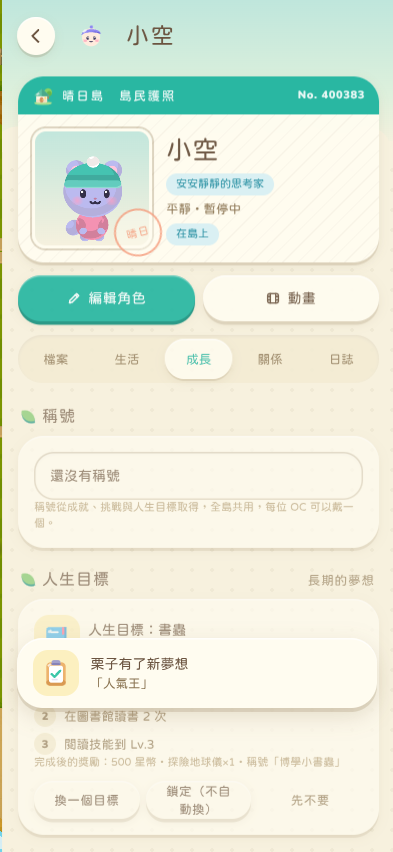 小空
晴日島　島民護照
No. 400383
小空
安安靜靜的思考家
平靜・暫停中
在島上
晴日
編輯角色
動畫
檔案
生活
成長
關係
日誌
稱號
還沒有稱號
稱號從成就、挑戰與人生目標取得，全島共用，每位 OC 可以戴一
個。
人生目標
長期的夢想
人生目標：書蟲
栗子有了新夢想
「人氣王」
2 在圖書館讀書 2 次
3 閱讀技能到 Lv.3
完成後的獎勵：500 星幣・探險地球儀×1・稱號「博學小書蟲」
換一個目標
鎖定（不自
動換）
先不要